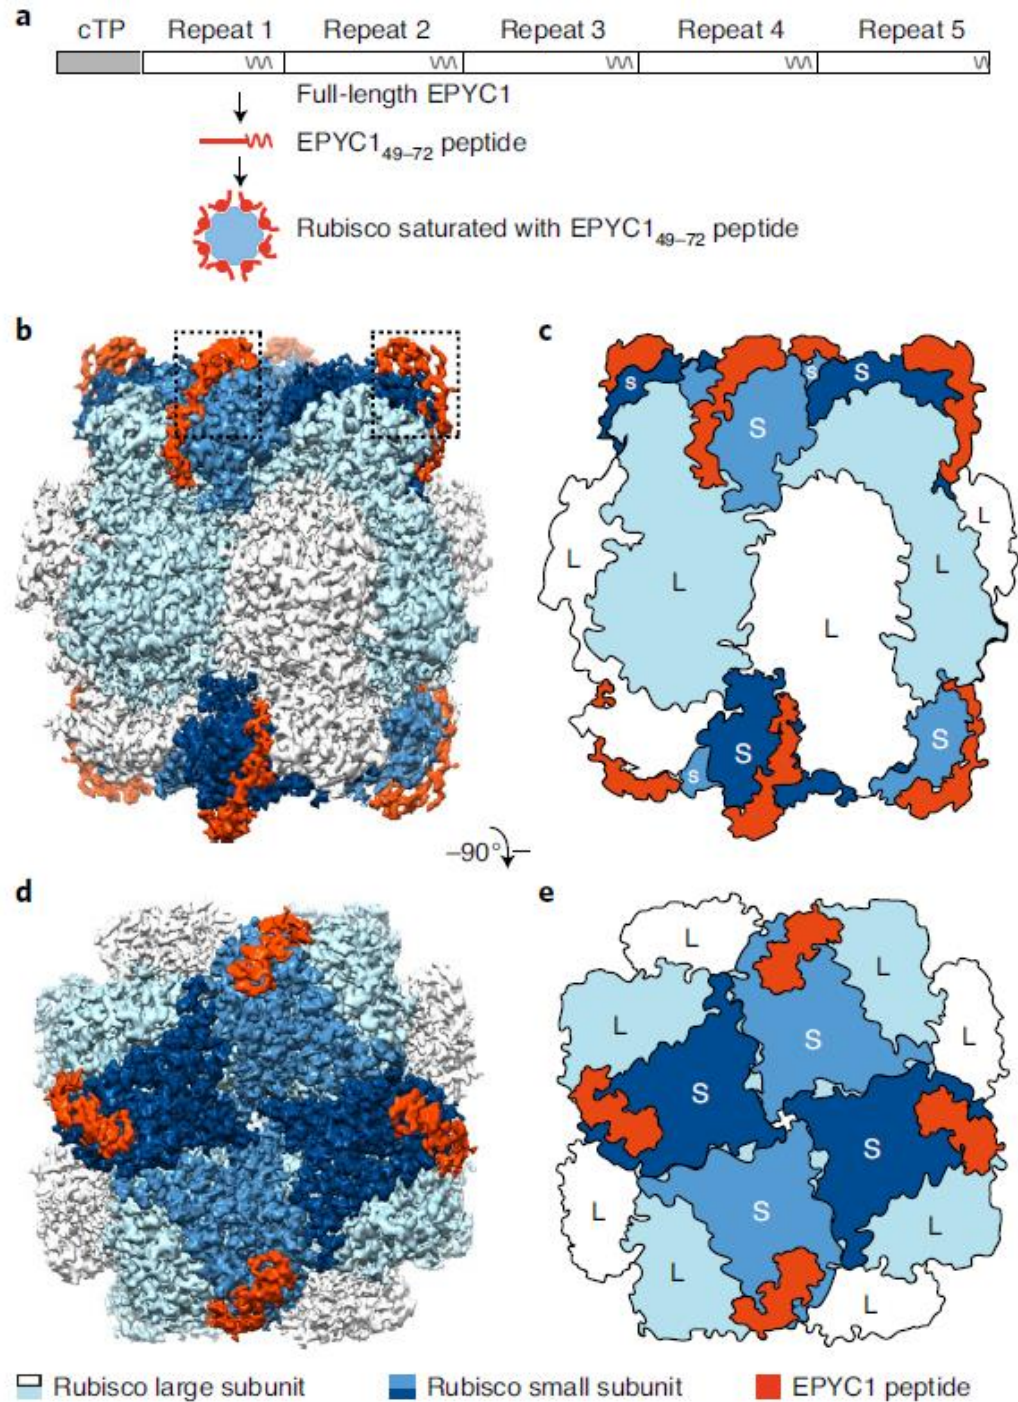 a
cTP Repeat 1 Repeat 2 Repeat 3 Repeat 4 Repeat 5
Full-length EPYC1
EPYC1₄₉₋₇₂ peptide
Rubisco saturated with EPYC1₄₉₋₇₂ peptide
b c
s S s S
L L L L
S s S
–90°
d e
L L L L
S S S S
L L L L
Rubisco large subunit Rubisco small subunit EPYC1 peptide